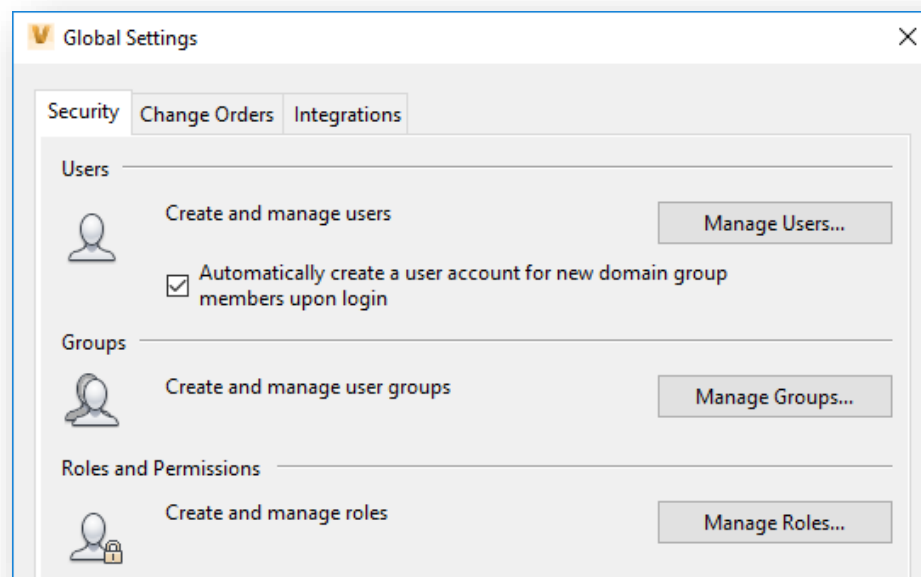 Global Settings
Security
Change Orders
Integrations
Users
Create and manage users
Manage Users...
Automatically create a user account for new domain group
members upon login
Groups
Create and manage user groups
Manage Groups...
Roles and Permissions
Create and manage roles
Manage Roles...